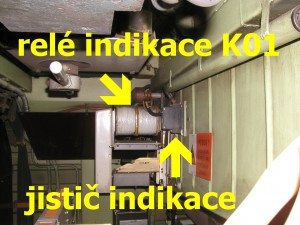 relé indikace K01
jistič indikace